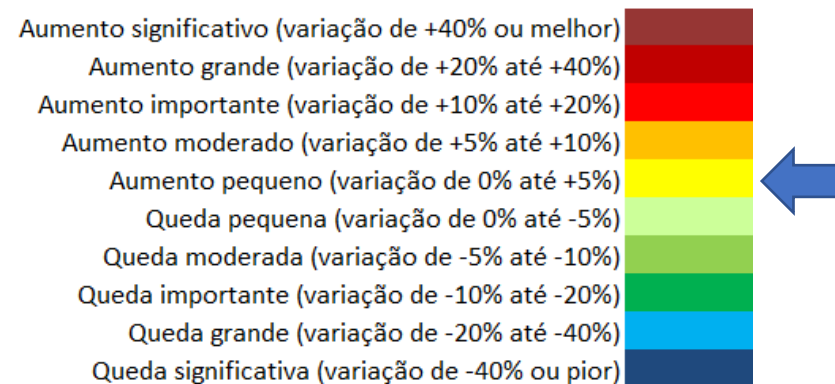 Aumento significativo (variação de +40% ou melhor)
Aumento grande (variação de +20% até +40%)
Aumento importante (variação de +10% até +20%)
Aumento moderado (variação de +5% até +10%)
Aumento pequeno (variação de 0% até +5%)
Queda pequena (variação de 0% até -5%)
Queda moderada (variação de -5% até -10%)
Queda importante (variação de -10% até -20%)
Queda grande (variação de -20% até -40%)
Queda significativa (variação de -40% ou pior)